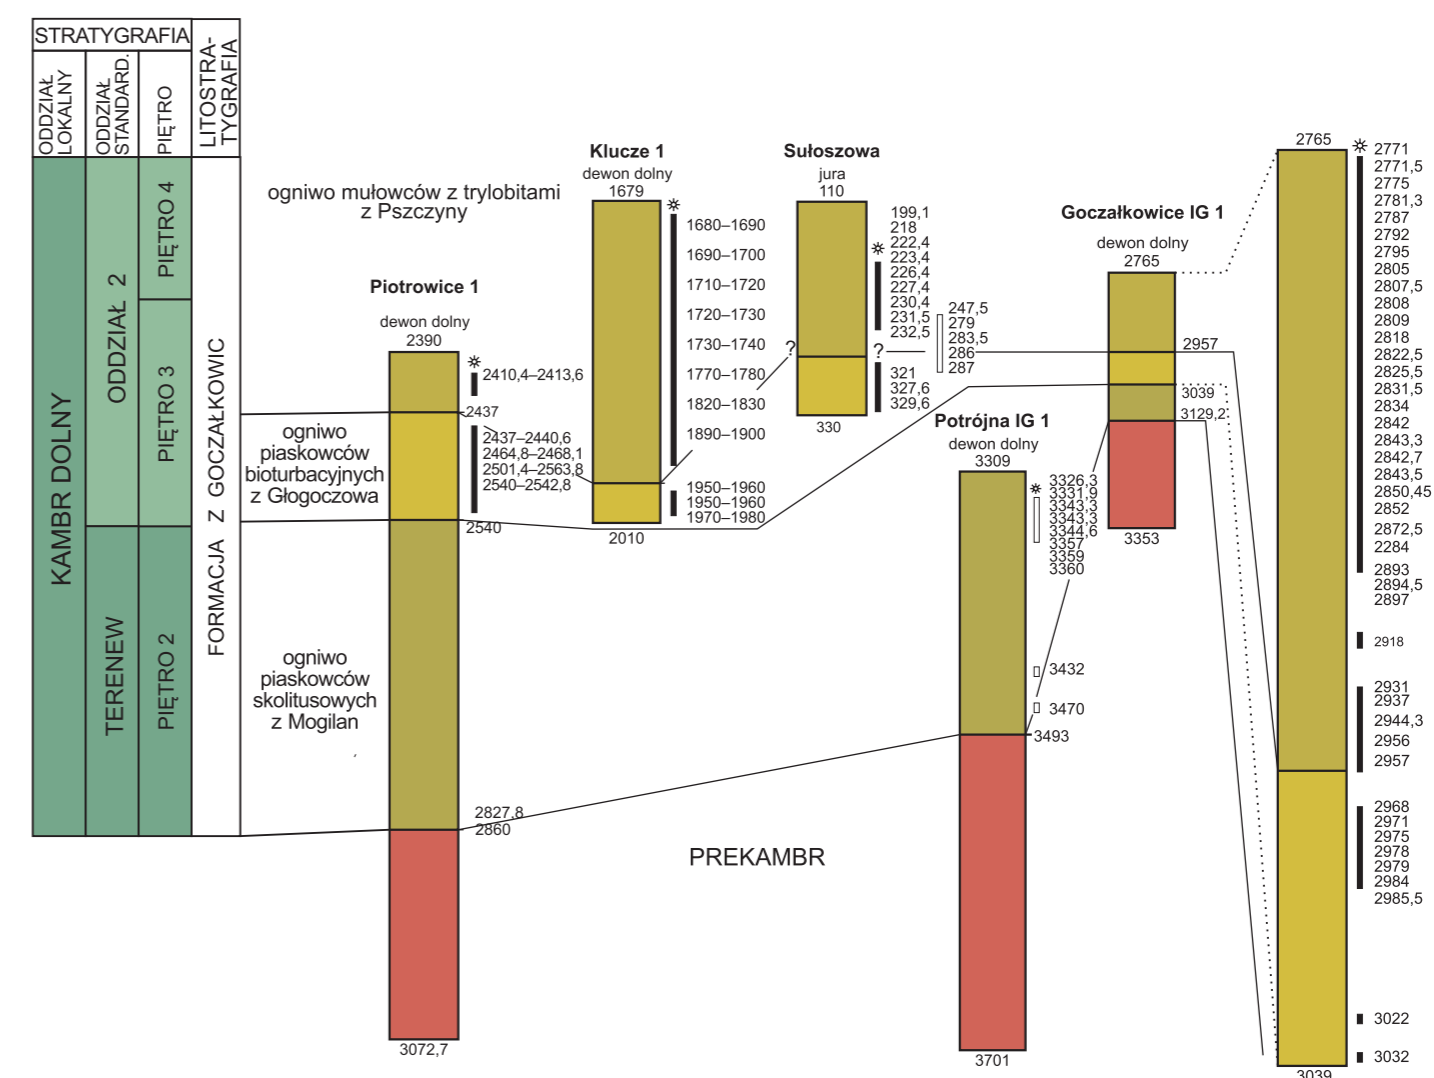 STRATYGRAFIA
ODDZIAŁ
LOKALNY
ODDZIAŁ
STANDARD.
PIĘTRO
LITOSTRA-
TYGRAFIA
KAMBR DOLNY
ODDZIAŁ 2
TERENEW
PIĘTRO 4
PIĘTRO 3
PIĘTRO 2
FORMACJA Z GOCZAŁKOWIC
ogniwo mułowców z trylobitami
z Pszczyny
ogniwo
piaskowców
bioturbacyjnych
z Głogoczowa
ogniwo
piaskowców
skolitusowych
z Mogilan
Piotrowice 1
dewon dolny
2390
2410,4–2413,6
2437
2437–2440,6
2464,8–2468,1
2501,4–2563,8
2540–2542,8
2540
2827,8
2860
3072,7
Klucze 1
dewon dolny
1679
1680–1690
1690–1700
1710–1720
1720–1730
1730–1740
1770–1780
1820–1830
1890–1900
1950–1960
1950–1960
1970–1980
2010
Sułoszowa
jura
110
199,1
218
222,4
223,4
226,4
227,4
230,4
231,5
232,5
?
?
247,5
279
283,5
286
287
321
327,6
329,6
330
Potrójna IG 1
dewon dolny
3309
3326,3
3331,9
3343,3
3343,3
3344,6
3357
3359
3360
3432
3470
3493
3701
PREKAMBR
Goczałkowice IG 1
dewon dolny
2765
2957
3039
3129,2
3353
2765
2771
2771,5
2775
2781,3
2787
2792
2795
2805
2807,5
2808
2809
2818
2822,5
2825,5
2831,5
2834
2842
2843,3
2842,7
2843,5
2850,45
2852
2872,5
2284
2893
2894,5
2897
2918
2931
2937
2944,3
2956
2957
2968
2971
2975
2978
2979
2984
2985,5
3022
3032
3039